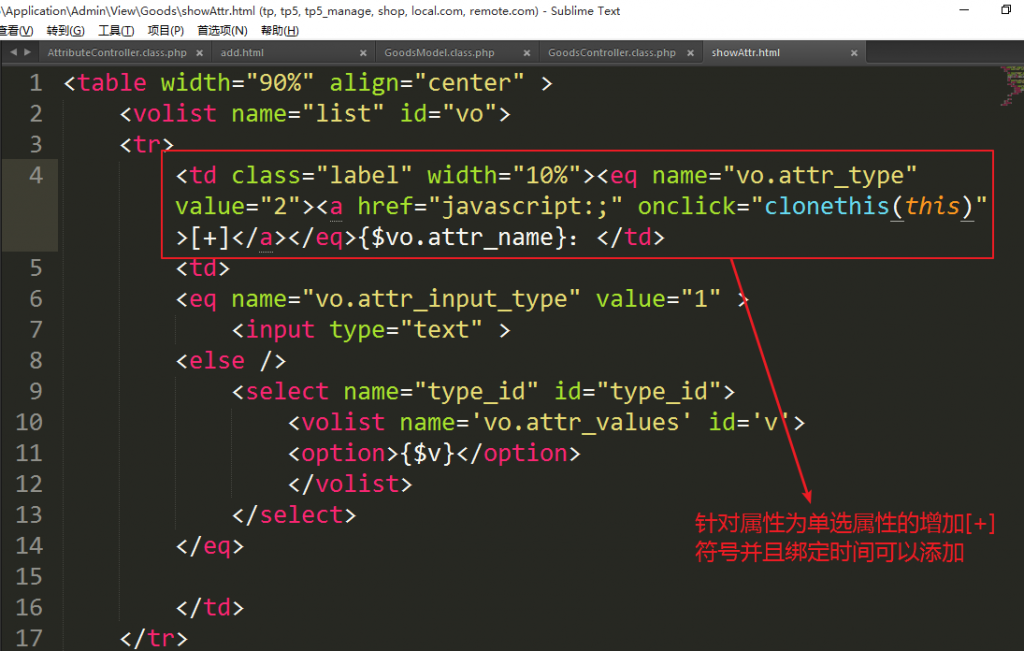 \Application\Admin\View\Goods\showAttr.html (tp, tp5, tp5_manage, shop, local.com, remote.com) - Sublime Text
查看(V) 转到(G) 工具(T) 项目(P) 首选项(N) 帮助(H)
AttributeController.class.php × add.html × GoodsModel.class.php × GoodsController.class.php × showAttr.html ×
1 <table width="90%" align="center" >
2 <volist name="list" id="vo">
3 <tr>
4 <td class="label" width="10%"><eq name="vo.attr_type"
value="2"><a href="javascript:;" onclick="clonethis(this)"
>[+]</a></eq>{$vo.attr_name}：</td>
5 <td>
6 <eq name="vo.attr_input_type" value="1" >
7 <input type="text" >
8 <else />
9 <select name="type_id" id="type_id">
10 <volist name='vo.attr_values' id='v'>
11 <option>{$v}</option>
12 </volist>
13 </select>
14 </eq>
15
16 </td>
17 </tr>
针对属性为单选属性的增加[+]
符号并且绑定时间可以添加